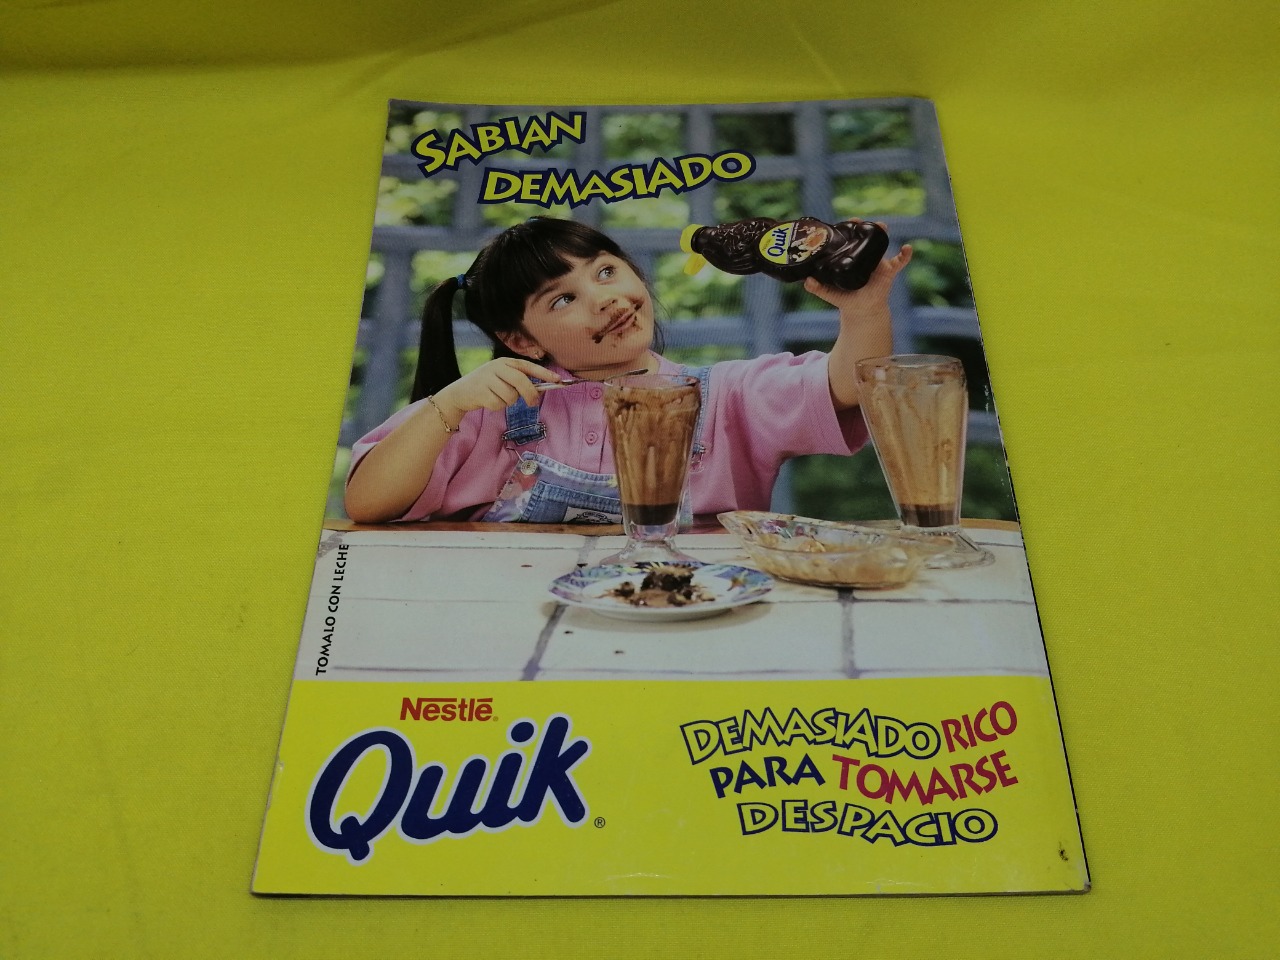 SABIAN
DEMASIADO
Quik
TOMALO CON LECHE
Nestlé®
Quik®
DEMASIADO RICO
PARA TOMARSE
DESPACIO